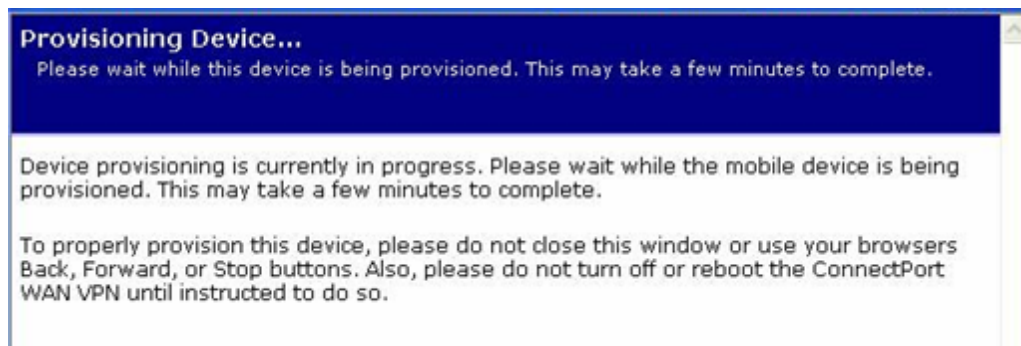 Provisioning Device...
Please wait while this device is being provisioned. This may take a few minutes to complete.
Device provisioning is currently in progress. Please wait while the mobile device is being
provisioned. This may take a few minutes to complete.
To properly provision this device, please do not close this window or use your browsers
Back, Forward, or Stop buttons. Also, please do not turn off or reboot the ConnectPort
WAN VPN until instructed to do so.